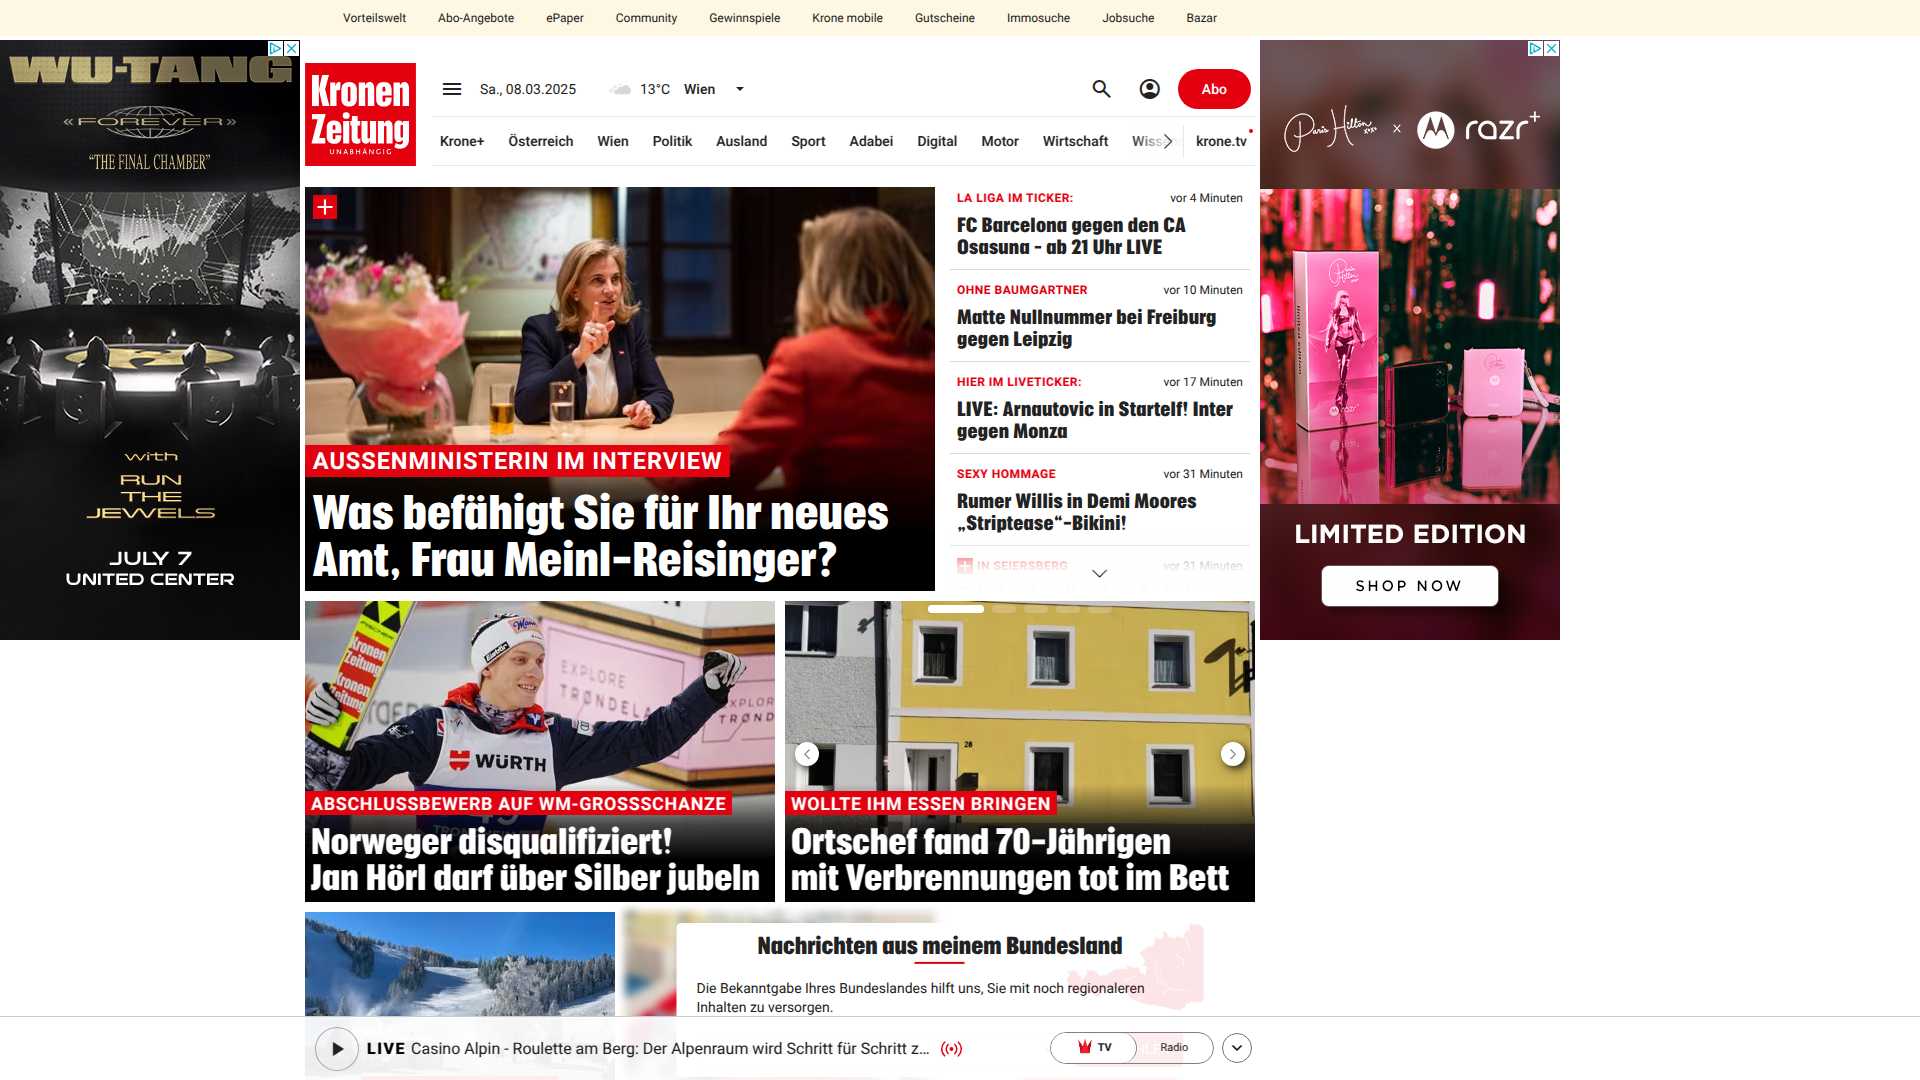 Vorteilswelt
Abo-Angebote
ePaper
Community
Gewinnspiele
Krone mobile
Gutscheine
Immosuche
Jobsuche
Bazar
WU-TANG
«FOREVER»
"THE FINAL CHAMBER"
with
RUN
THE
JEWELS
JULY 7
UNITED CENTER
Kronen
Zeitung
UNABHÄNGIG
Sa., 08.03.2025
13°C
Wien
Abo
Krone+
Österreich
Wien
Politik
Ausland
Sport
Adabei
Digital
Motor
Wirtschaft
krone.tv
AUSSENMINISTERIN IM INTERVIEW
Was befähigt Sie für Ihr neues
Amt, Frau Meinl-Reisinger?
LA LIGA IM TICKER:
vor 4 Minuten
FC Barcelona gegen den CA
Osasuna - ab 21 Uhr LIVE
OHNE BAUMGARTNER
vor 10 Minuten
Matte Nullnummer bei Freiburg
gegen Leipzig
HIER IM LIVETICKER:
vor 17 Minuten
LIVE: Arnautovic in Startelf! Inter
gegen Monza
SEXY HOMMAGE
vor 31 Minuten
Rumer Willis in Demi Moores
„Striptease“-Bikini!
IN SEIERSBERG
vor 31 Minuten
Paris Hilton xoxo x razr+
LIMITED EDITION
SHOP NOW
Kronen
Zeitung
EXPLORE
WÜRTH
ABSCHLUSSBEWERB AUF WM-GROSSSCHANZE
Norweger disqualifiziert!
Jan Hörl darf über Silber jubeln
28
WOLLTE IHM ESSEN BRINGEN
Ortschef fand 70-Jährigen
mit Verbrennungen tot im Bett
Nachrichten aus meinem Bundesland
Die Bekanntgabe Ihres Bundeslandes hilft uns, Sie mit noch regionaleren
Inhalten zu versorgen.
LIVE Casino Alpin - Roulette am Berg: Der Alpenraum wird Schritt für Schritt z...
TV
Radio